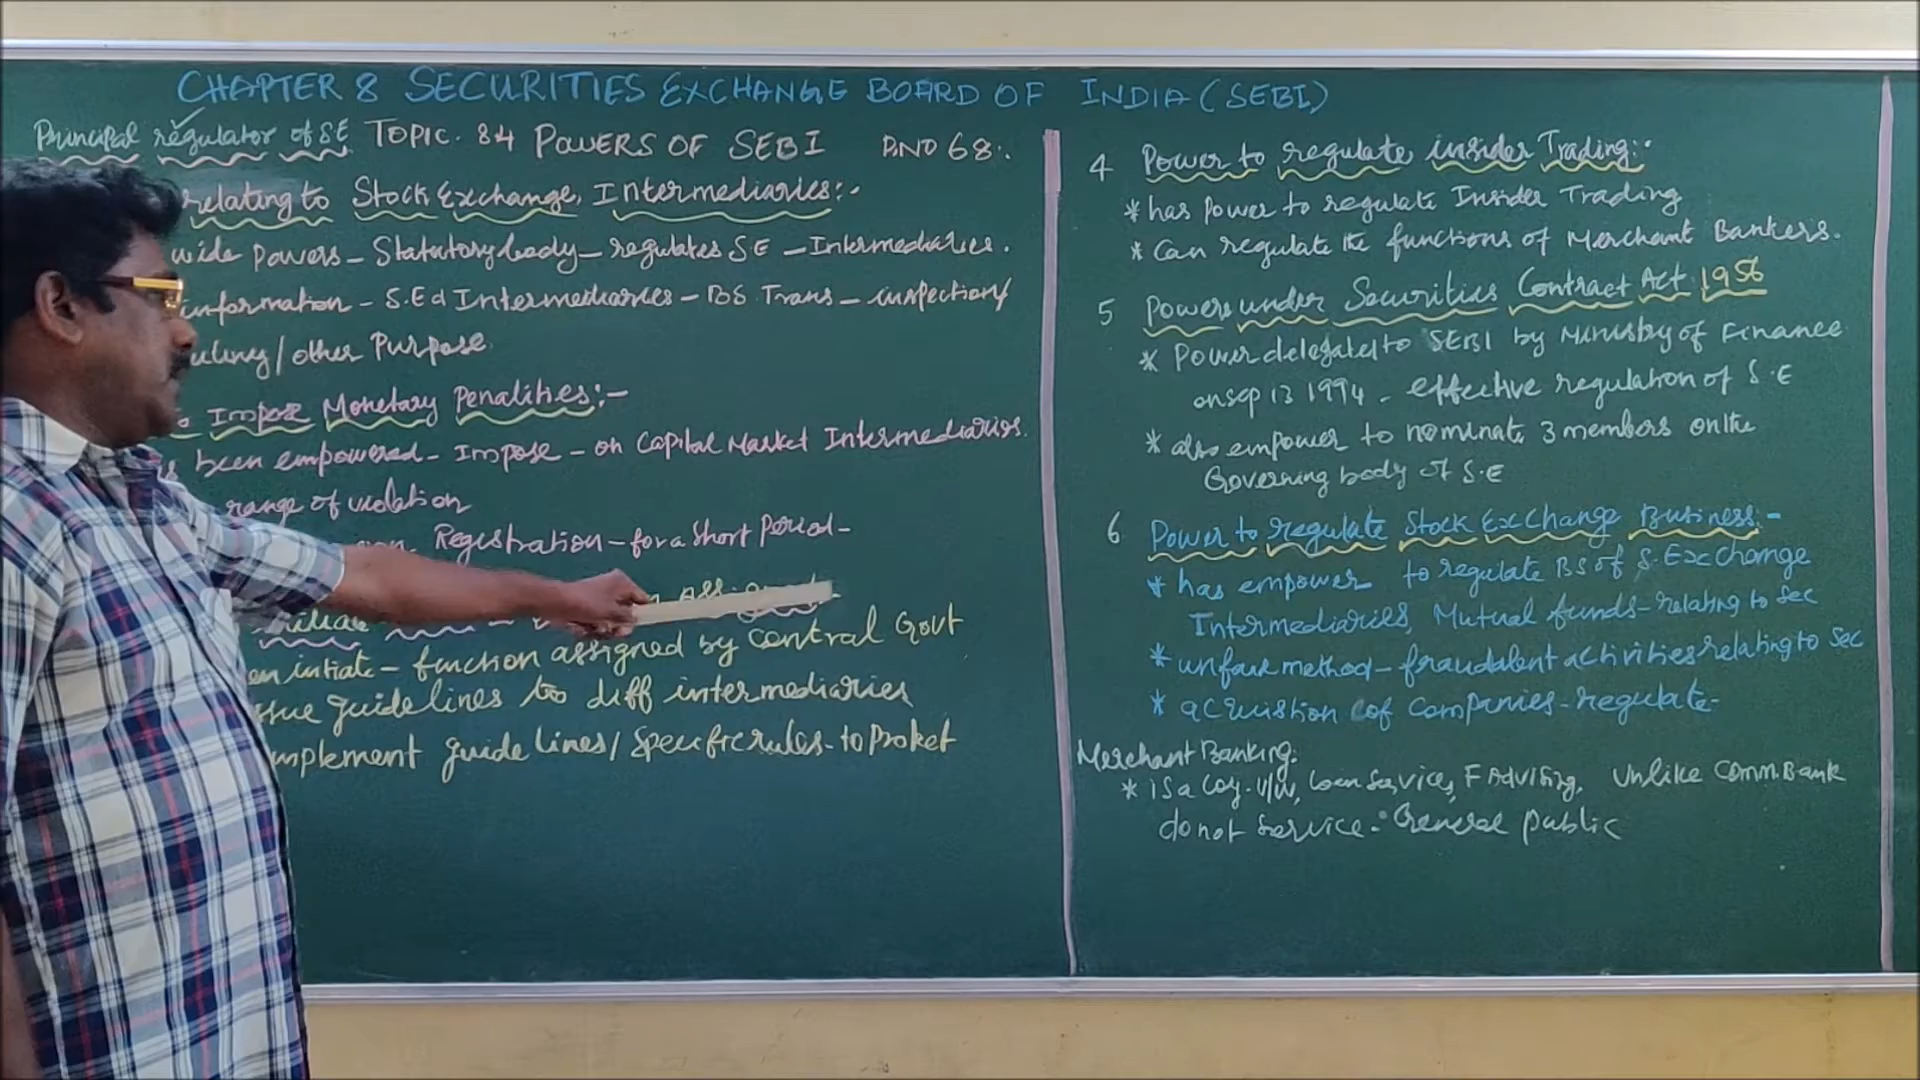 CHAPTER 8 SECURITIES EXCHANGE BOARD OF INDIA (SEBI)
Principal regulator of SE TOPIC. 84 POWERS OF SEBI PNO 68:.
relating to Stock Exchange, Intermediaries:-
wide Powers - Statutory body - regulates SE - Intermediaries.
information - S.E d Intermediaries - BS. Trans - inspection/
/ other Purpose
to Impose Monetary Penalities:-
been empowered - Impose - on Capital Market Intermediaries.
range of violation
Registration - for a short Period -
initiate
intiate - function assigned by central Govt
guidelines to diff intermediaries
implement guide lines / Specific rules - to Protect
4 Power to regulate insider Trading:-
* has power to regulate Insider Trading
* Can regulate the functions of Merchant Bankers.
5 Powers under Securities Contract Act 1956
* Power delegated to SEBI by Ministry of Finance
on sep 13 1994 - effective regulation of S.E
* also empower to nominate 3 members on the
Governing body of S.E
6 Power to regulate Stock Exchange Business:-
* has empower to regulate BS of S.Exchange
Intermediaries, Mutual funds - relating to Sec
* unfair method - fraudalent activities relating to Sec
* acquistion of Companies - regulate -
Merchant Banking:
* is a Coy. U/W, Loan Service, F Advising, Unlike Comm.Bank
do not Service - General public